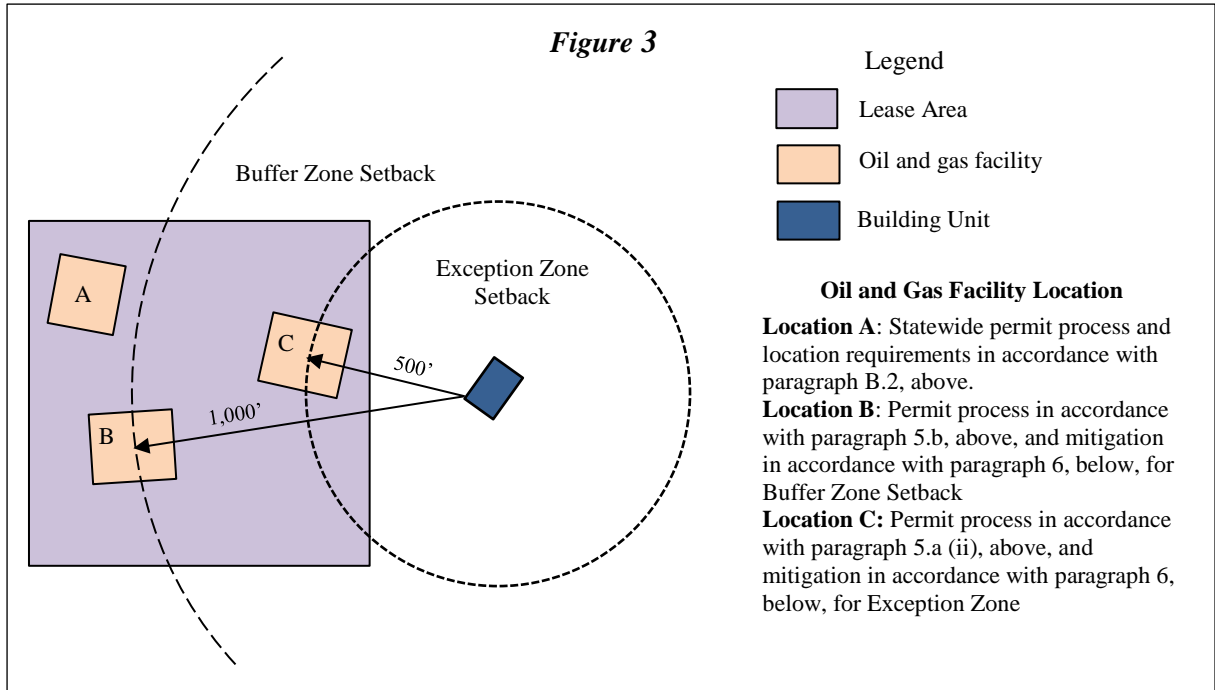 Figure 3
Legend
Lease Area
Oil and gas facility
Building Unit
Buffer Zone Setback
Exception Zone
Setback
A
C
500’
1,000’
B
Oil and Gas Facility Location
Location A: Statewide permit process and
location requirements in accordance with
paragraph B.2, above.
Location B: Permit process in accordance
with paragraph 5.b, above, and mitigation
in accordance with paragraph 6, below, for
Buffer Zone Setback
Location C: Permit process in accordance
with paragraph 5.a (ii), above, and
mitigation in accordance with paragraph 6,
below, for Exception Zone